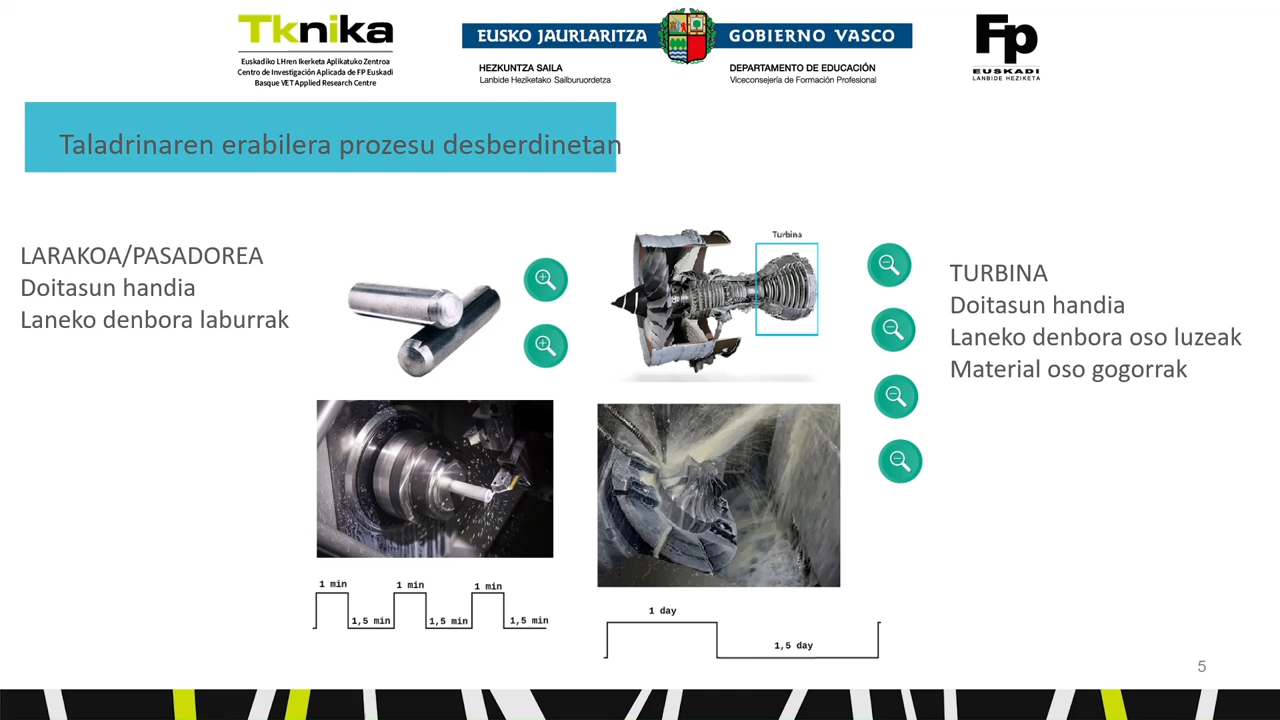 Tknika
Euskadiko LHren Ikerketa Aplikatuko Zentroa
Centro de Investigación Aplicada de FP Euskadi
Basque VET Applied Research Centre
EUSKO JAURLARITZA
GOBIERNO VASCO
HEZKUNTZA SAILA
Lanbide Heziketako Sailburuordetza
DEPARTAMENTO DE EDUCACIÓN
Viceconsejería de Formación Profesional
Fp
EUSKADI
LANBIDE HEZIKETA
Taladrinaren erabilera prozesu desberdinetan
LARAKOA/PASADOREA
Doitasun handia
Laneko denbora laburrak
Turbina
TURBINA
Doitasun handia
Laneko denbora oso luzeak
Material oso gogorrak
1 min 1 min 1 min
1,5 min 1,5 min 1,5 min
1 day
1,5 day
5